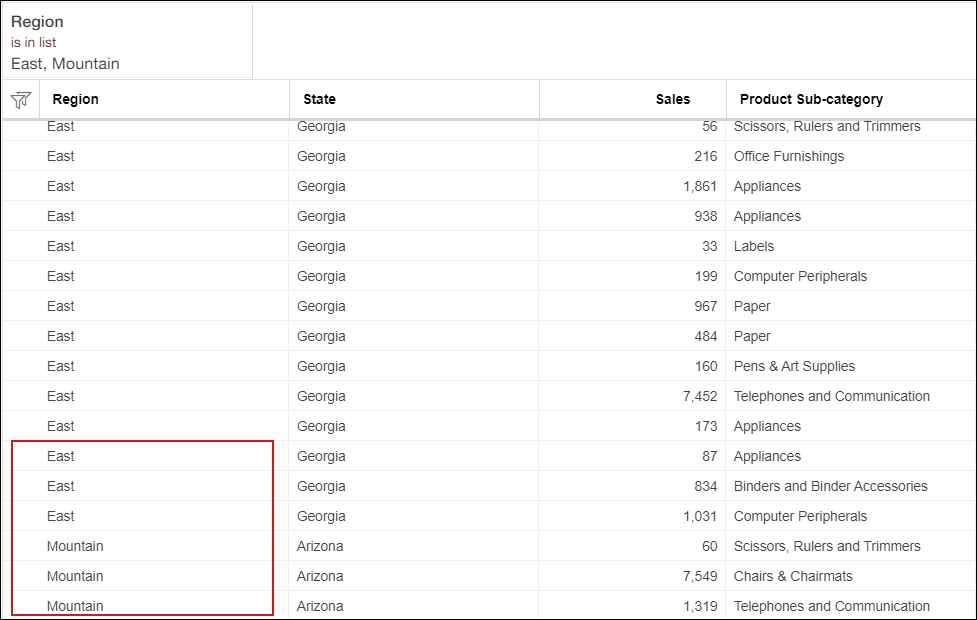 Region
is in list
East, Mountain
Region State Sales Product Sub-category
East Georgia 56 Scissors, Rulers and Trimmers
East Georgia 216 Office Furnishings
East Georgia 1,861 Appliances
East Georgia 938 Appliances
East Georgia 33 Labels
East Georgia 199 Computer Peripherals
East Georgia 967 Paper
East Georgia 484 Paper
East Georgia 160 Pens & Art Supplies
East Georgia 7,452 Telephones and Communication
East Georgia 173 Appliances
East Georgia 87 Appliances
East Georgia 834 Binders and Binder Accessories
East Georgia 1,031 Computer Peripherals
Mountain Arizona 60 Scissors, Rulers and Trimmers
Mountain Arizona 7,549 Chairs & Chairmats
Mountain Arizona 1,319 Telephones and Communication